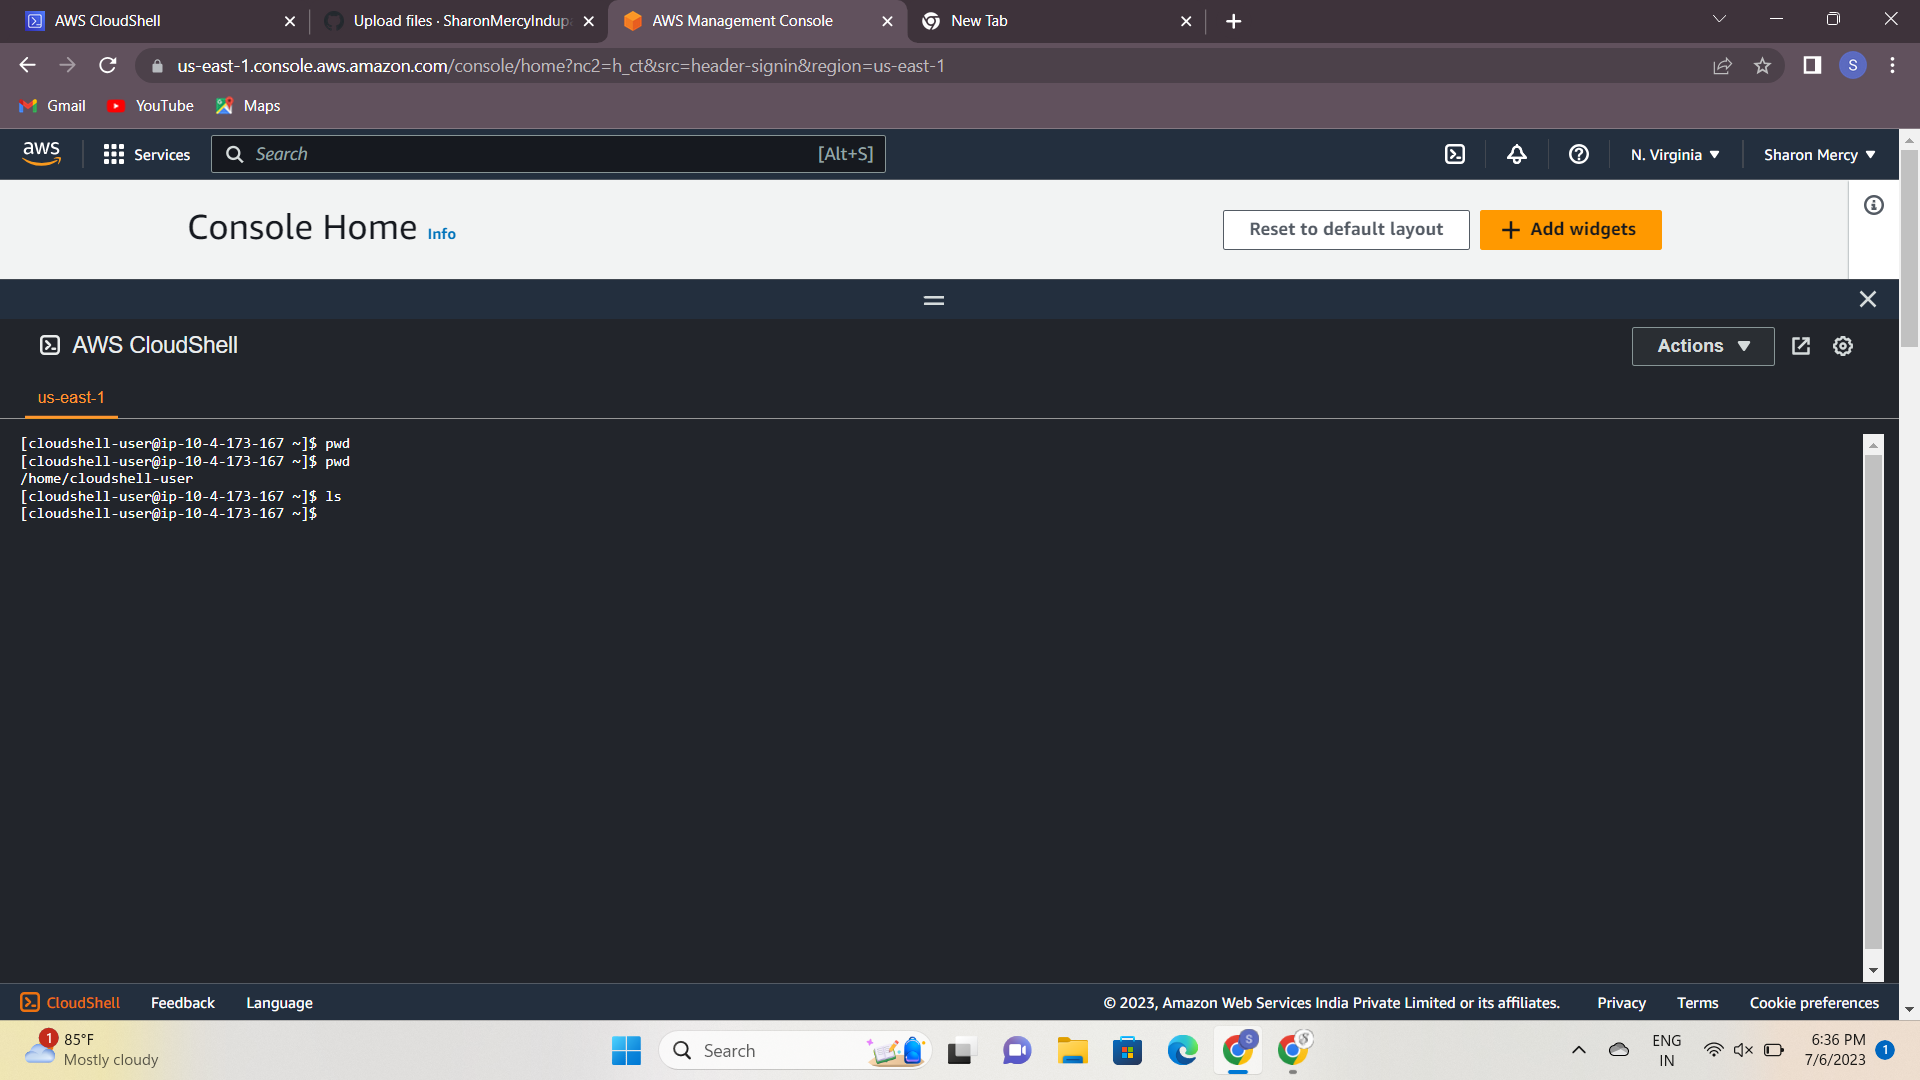 AWS CloudShell
Upload files · SharonMercyIndup
AWS Management Console
New Tab
us-east-1.console.aws.amazon.com/console/home?nc2=h_ct&src=header-signin&region=us-east-1
S
Gmail
YouTube
Maps
aws
Services
Search
[Alt+S]
N. Virginia
Sharon Mercy
Console Home Info
Reset to default layout
Add widgets
AWS CloudShell
Actions
us-east-1
[cloudshell-user@ip-10-4-173-167 ~]$ pwd
[cloudshell-user@ip-10-4-173-167 ~]$ pwd
/home/cloudshell-user
[cloudshell-user@ip-10-4-173-167 ~]$ ls
[cloudshell-user@ip-10-4-173-167 ~]$
CloudShell
Feedback
Language
© 2023, Amazon Web Services India Private Limited or its affiliates.
Privacy
Terms
Cookie preferences
1
85°F
Mostly cloudy
Search
S
ENG
IN
6:36 PM
7/6/2023
1